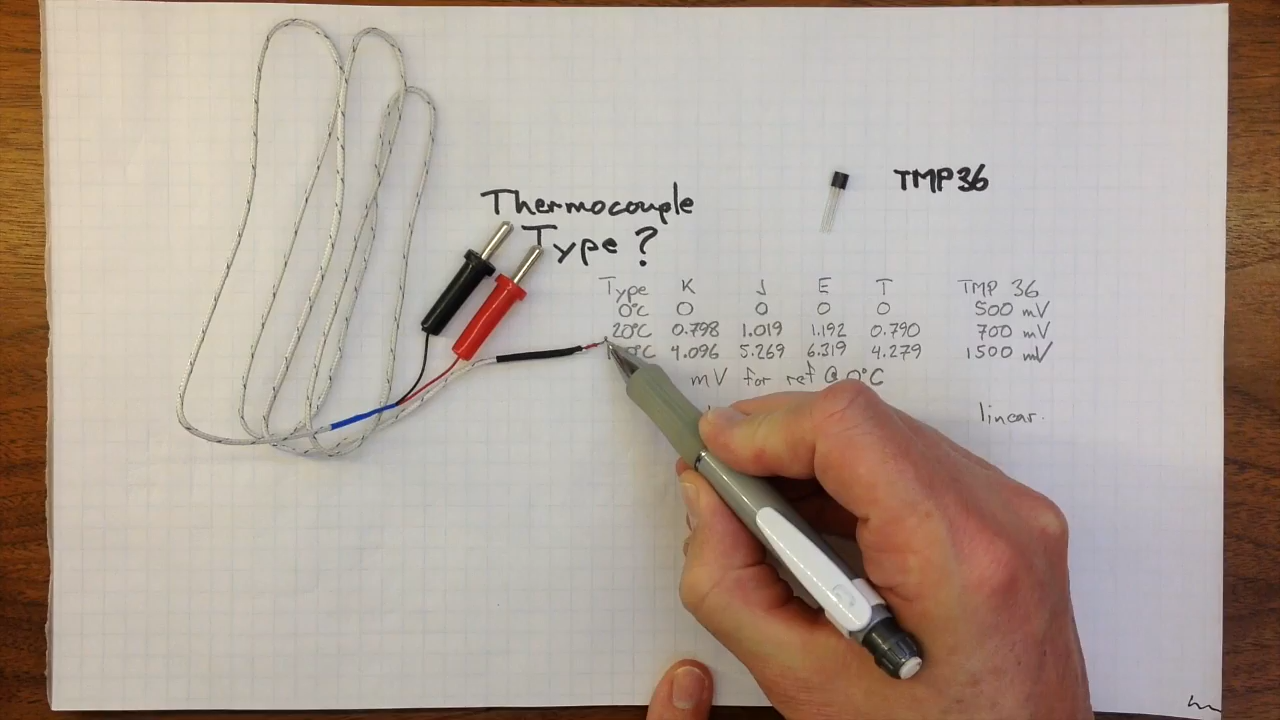 TMP36
Thermocouple
Type ?
Type K J E T TMP 36
0°C 0 0 0 0 500 mV
20°C 0.798 1.019 1.192 0.790 700 mV
°C 4.096 5.269 6.319 4.279 1500 mV
mV for ref @ 0°C
linear.